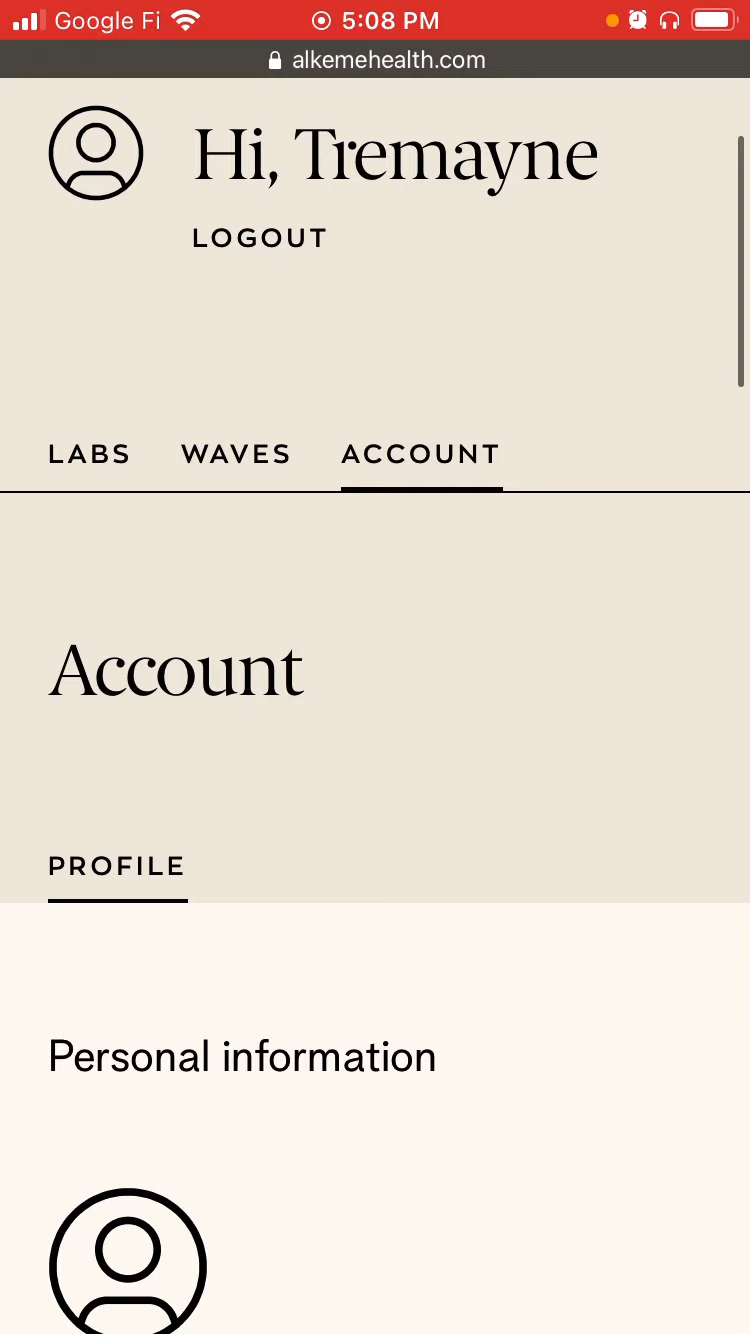 Google Fi 5:08 PM
alkemehealth.com
Hi, Tremayne
LOGOUT
LABS WAVES ACCOUNT
Account
PROFILE
Personal information